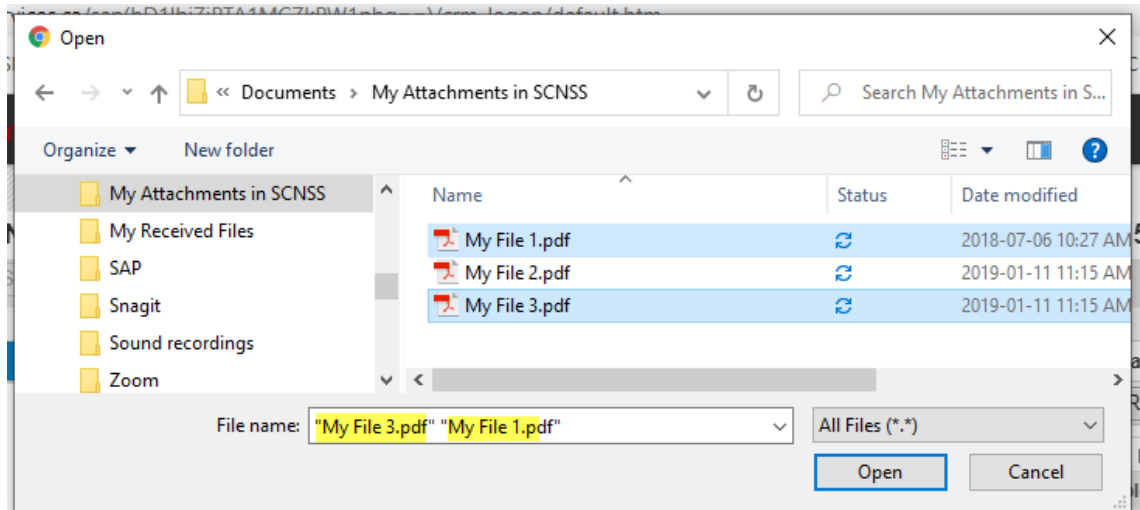 Open
« Documents › My Attachments in SCNSS
Search My Attachments in S...
Organize New folder
My Attachments in SCNSS
My Received Files
SAP
Snagit
Sound recordings
Zoom
Name Status Date modified
My File 1.pdf 2018-07-06 10:27 AM
My File 2.pdf 2019-01-11 11:15 AM
My File 3.pdf 2019-01-11 11:15 AM
File name: "My File 3.pdf" "My File 1.pdf"
All Files (*.*)
Open Cancel